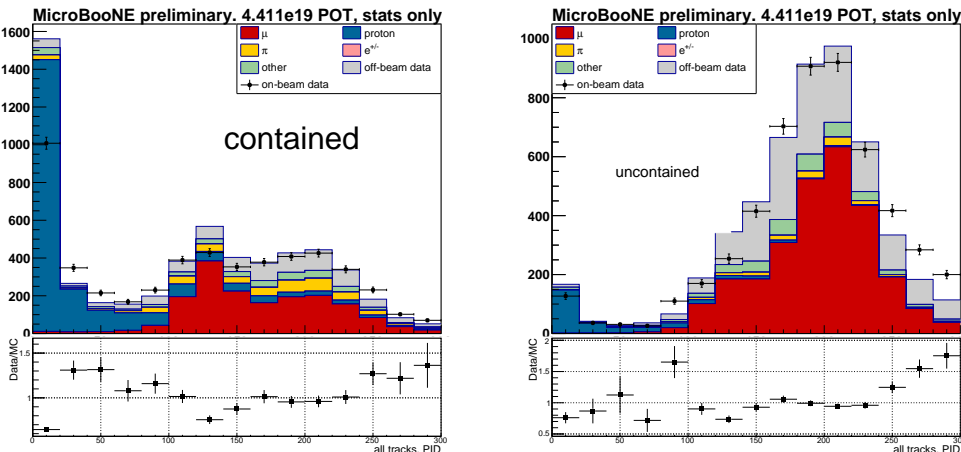 MicroBooNE preliminary. 4.411e19 POT, stats only
μ
proton
π
e+/-
other
off-beam data
on-beam data
contained
1600
1400
1200
1000
800
600
400
200
0
Data/MC
1.5
1
0
50
100
150
200
250
300
all tracks, PID
MicroBooNE preliminary. 4.411e19 POT, stats only
μ
proton
π
e+/-
other
off-beam data
on-beam data
uncontained
1000
800
600
400
200
0
Data/MC
2
1.5
1
0.5
0
50
100
150
200
250
300
all tracks, PID